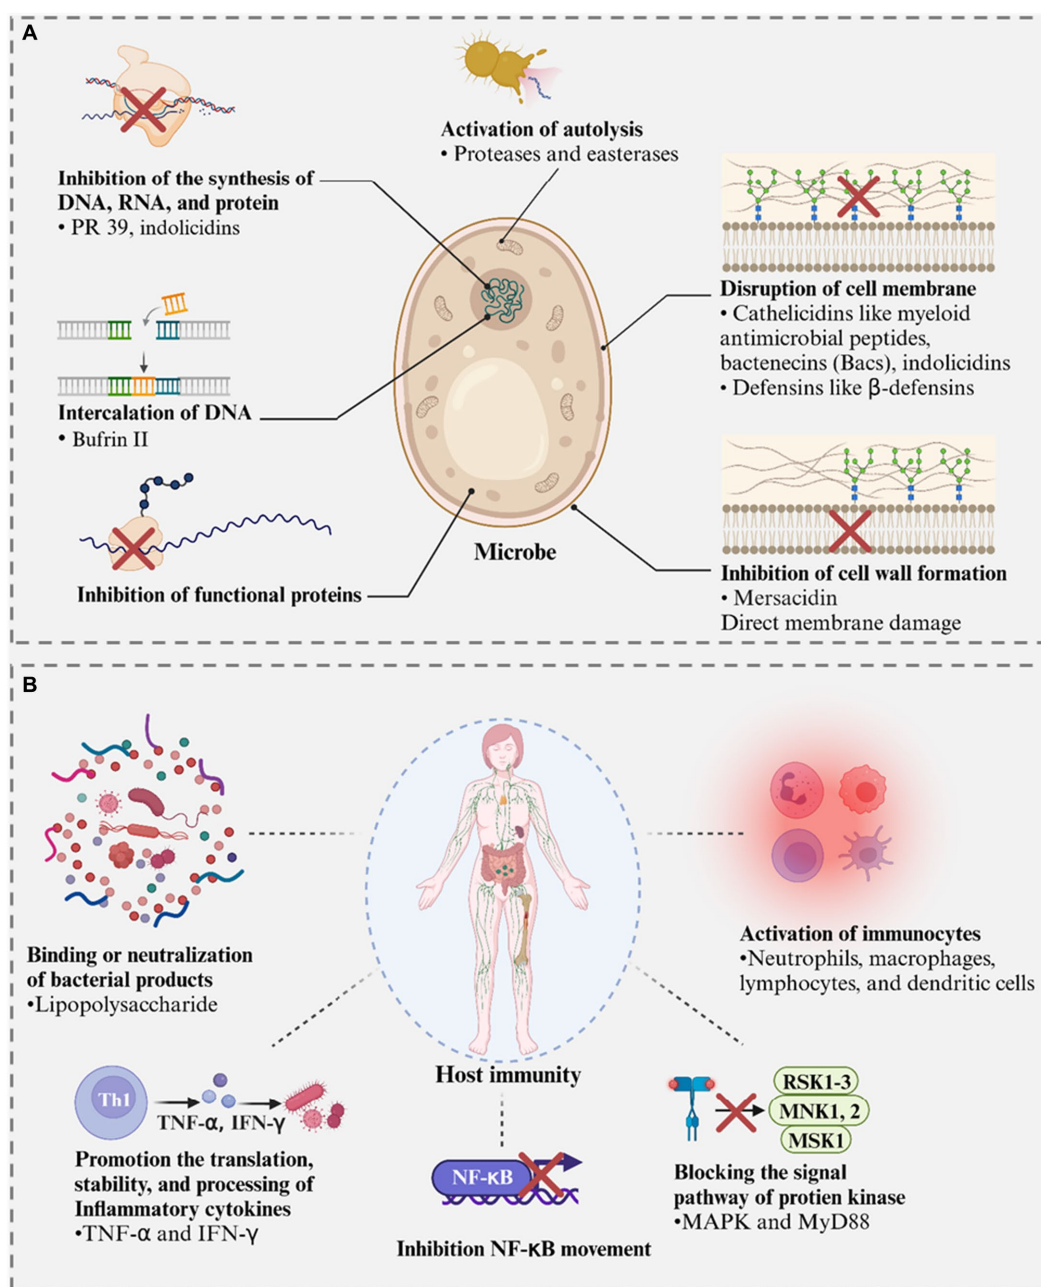 A
Activation of autolysis
• Proteases and easterases
Inhibition of the synthesis of
DNA, RNA, and protein
• PR 39, indolicidins
Disruption of cell membrane
• Cathelicidins like myeloid
antimicrobial peptides,
bactenecins (Bacs), indolicidins
• Defensins like β-defensins
Intercalation of DNA
• Bufrin II
Microbe
Inhibition of functional proteins
Inhibition of cell wall formation
• Mersacidin
Direct membrane damage
B
Binding or neutralization
of bacterial products
•Lipopolysaccharide
Activation of immunocytes
•Neutrophils, macrophages,
lymphocytes, and dendritic cells
Host immunity
Th1
TNF-α, IFN-γ
Promotion the translation,
stability, and processing of
Inflammatory cytokines
•TNF-α and IFN-γ
NF-κB
Inhibition NF-κB movement
RSK1-3
MNK1, 2
MSK1
Blocking the signal
pathway of protien kinase
•MAPK and MyD88